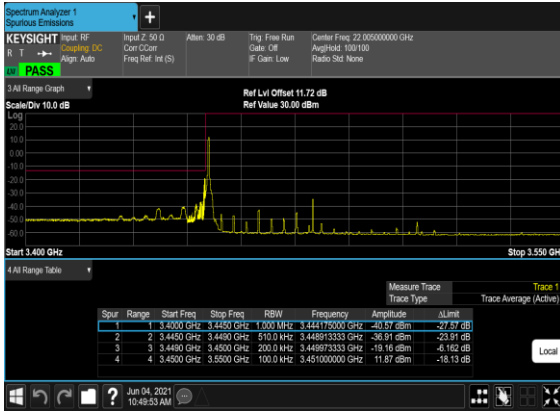 Spectrum Analyzer 1
Spurious Emissions
KEYSIGHT Input: RF Input Z: 50 Ω Atten: 30 dB Trig: Free Run Center Freq: 22.005000000 GHz
R T Coupling: DC Corr CCorr Gate: Off Avg|Hold: 100/100
Align: Auto Freq Ref: Int (S) IF Gain: Low Radio Std: None
PASS
3 All Range Graph
Ref Lvl Offset 11.72 dB
Scale/Div 10.0 dB Ref Value 30.00 dBm
Log
20.0
10.0
0.00
-10.0
-20.0
-30.0
-40.0
-50.0
-60.0
Start 3.400 GHz Stop 3.550 GH
4 All Range Table
Measure Trace Trace 1
Trace Type Trace Average (Active)
Spur Range Start Freq Stop Freq RBW Frequency Amplitude ΔLimit
1 1 3.4000 GHz 3.4450 GHz 1.000 MHz 3.444175000 GHz -40.57 dBm -27.57 dB
2 2 3.4450 GHz 3.4490 GHz 510.0 kHz 3.448913333 GHz -36.91 dBm -23.91 dB
3 3 3.4490 GHz 3.4500 GHz 200.0 kHz 3.449973333 GHz -19.16 dBm -6.162 dB
4 4 3.4500 GHz 3.5500 GHz 100.0 kHz 3.451000000 GHz 11.87 dBm -18.13 dB
Local
Jun 04, 2021
10:49:53 AM